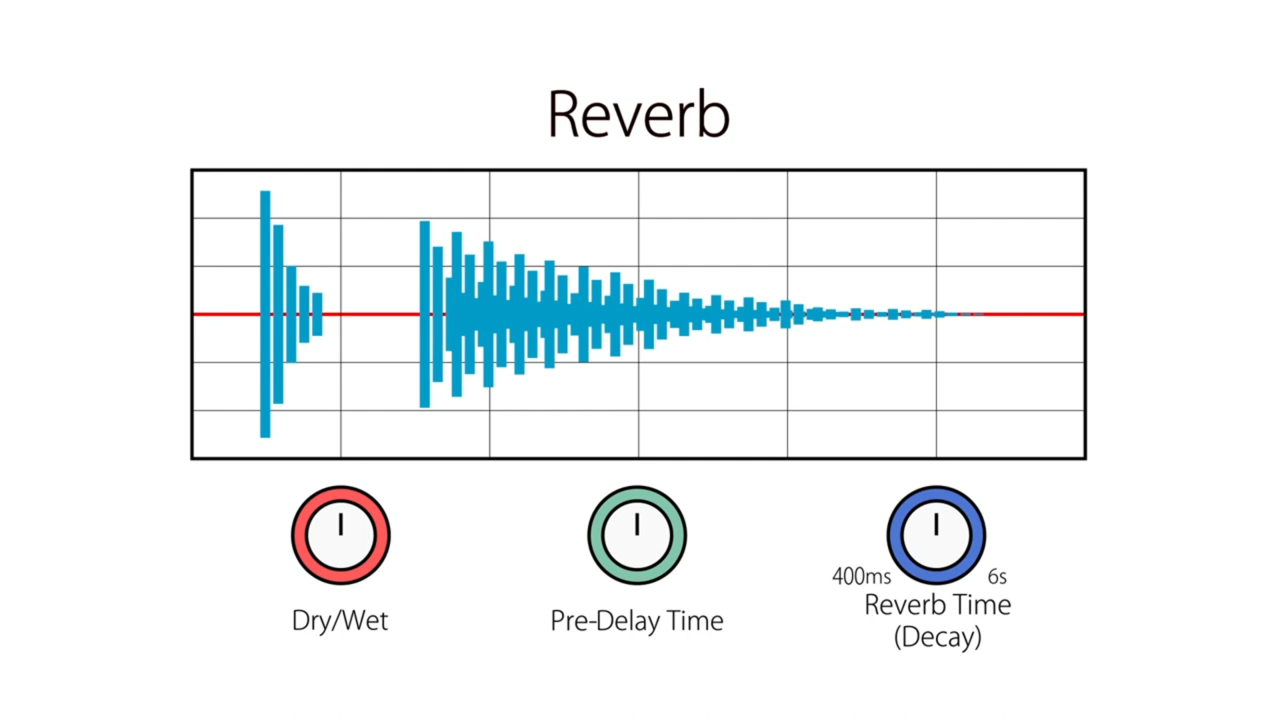 Reverb
Dry/Wet
Pre-Delay Time
400ms
6s
Reverb Time
(Decay)